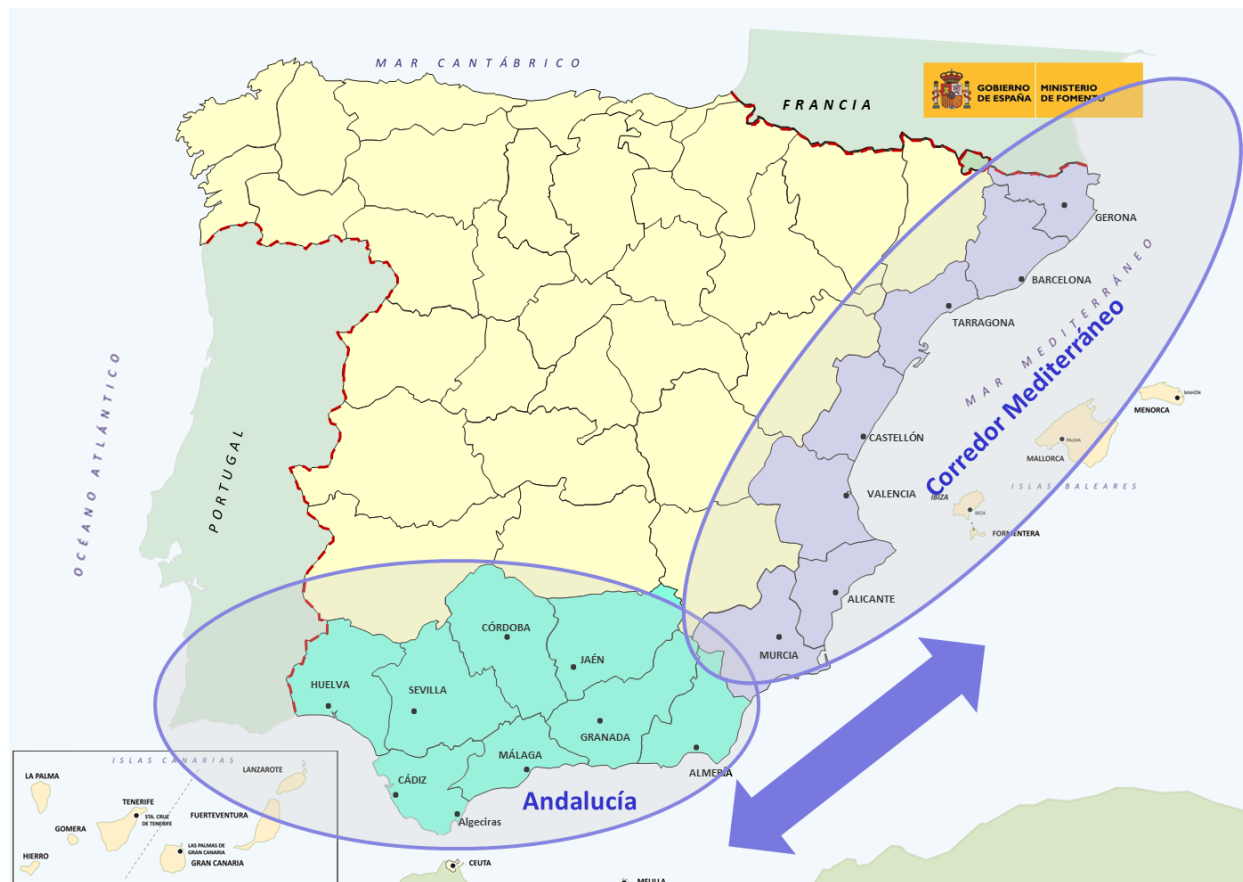 MAR CANTÁBRICO
FRANCIA
GOBIERNO
DE ESPAÑA
MINISTERIO
DE FOMENTO
GERONA
BARCELONA
TARRAGONA
MAR MEDITERRÁNEO
Corredor Mediterráneo
MAHÓN
MENORCA
PALMA
MALLORCA
ISLAS BALEARES
CASTELLÓN
VALENCIA
IBIZA
IBIZA
FORMENTERA
ALICANTE
MURCIA
OCÉANO ATLÁNTICO
PORTUGAL
CÓRDOBA
JAÉN
HUELVA
SEVILLA
GRANADA
MÁLAGA
ALMERÍA
CÁDIZ
Algeciras
Andalucía
ISLAS CANARIAS
LANZAROTE
LA PALMA
TENERIFE
STA. CRUZ
DE TENERIFE
FUERTEVENTURA
GOMERA
LAS PALMAS DE
GRAN CANARIA
GRAN CANARIA
HIERRO
CEUTA
MELILLA